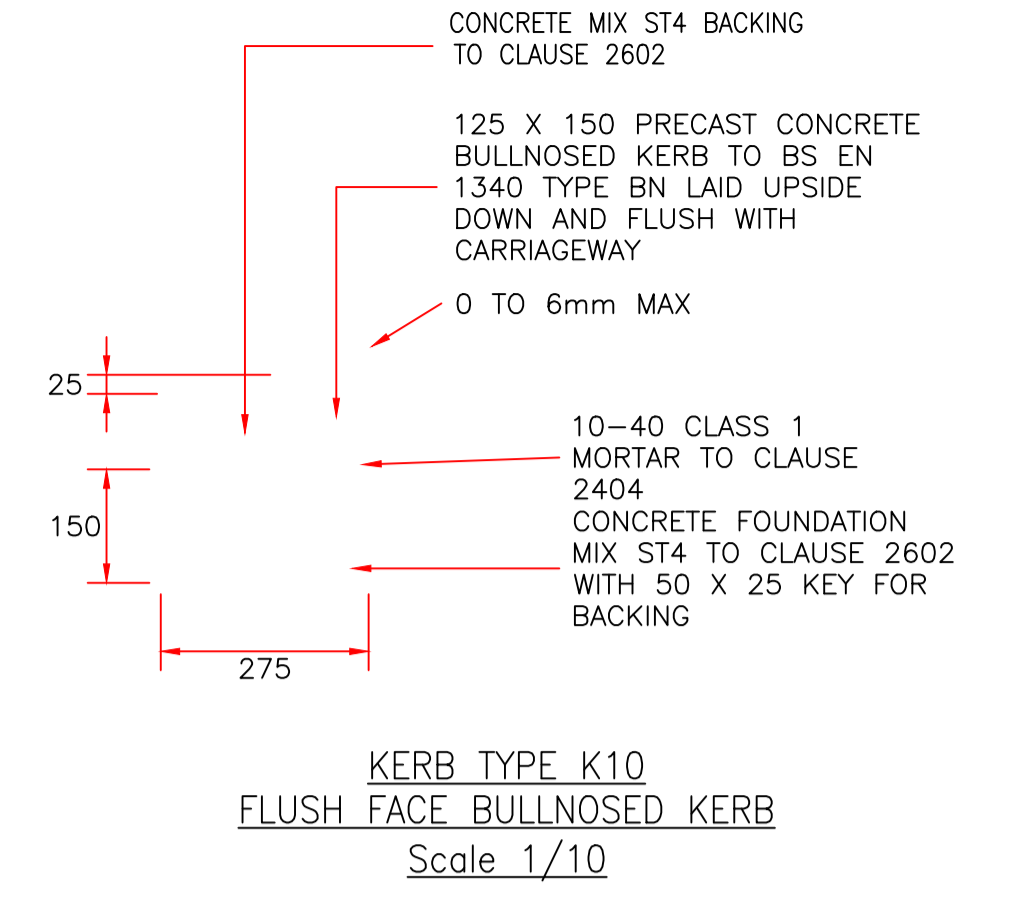 CONCRETE MIX ST4 BACKING
TO CLAUSE 2602
125 X 150 PRECAST CONCRETE
BULLNOSED KERB TO BS EN
1340 TYPE BN LAID UPSIDE
DOWN AND FLUSH WITH
CARRIAGEWAY
0 TO 6mm MAX
25
10-40 CLASS 1
MORTAR TO CLAUSE
2404
150
CONCRETE FOUNDATION
MIX ST4 TO CLAUSE 2602
WITH 50 X 25 KEY FOR
BACKING
275
KERB TYPE K10
FLUSH FACE BULLNOSED KERB
Scale 1/10